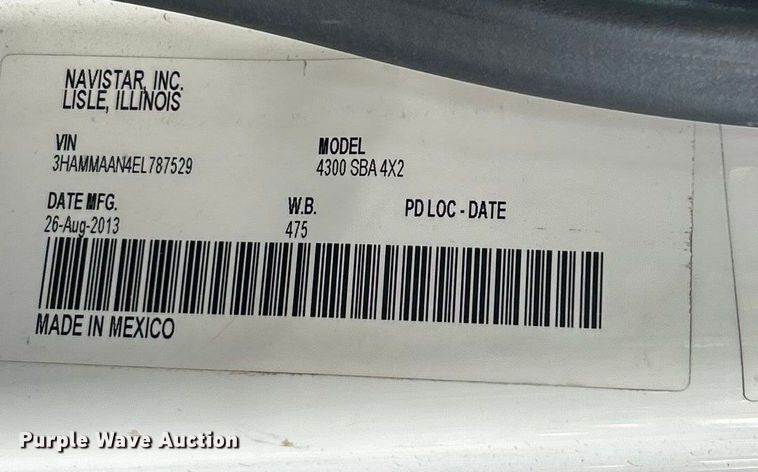 NAVISTAR, INC.
LISLE, ILLINOIS
VIN
3HAMMAAN4EL787529
MODEL
4300 SBA 4X2
DATE MFG.
26-Aug-2013
W.B.
475
PD LOC - DATE
MADE IN MEXICO
Purple Wave Auction